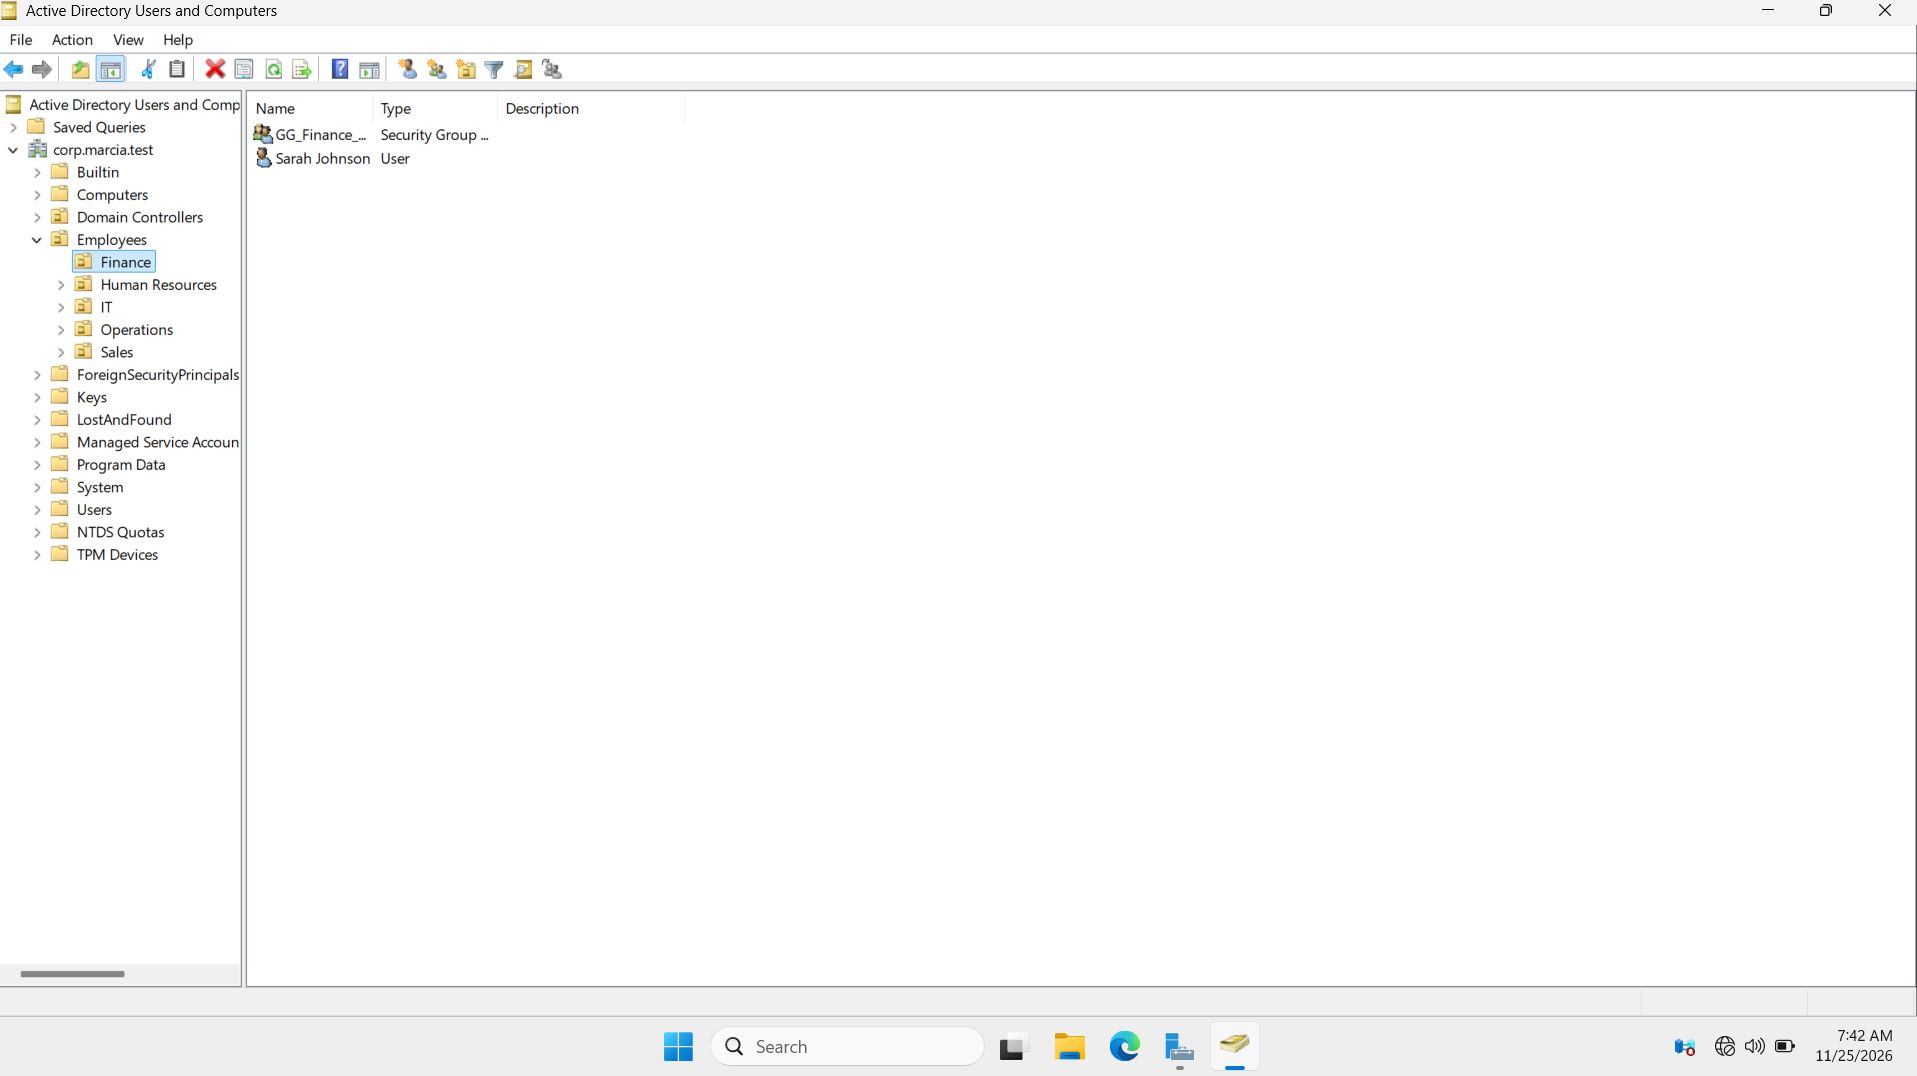 Active Directory Users and Computers
File Action View Help
Active Directory Users and Comp
Saved Queries
corp.marcia.test
Builtin
Computers
Domain Controllers
Employees
Finance
Human Resources
IT
Operations
Sales
ForeignSecurityPrincipals
Keys
LostAndFound
Managed Service Accoun
Program Data
System
Users
NTDS Quotas
TPM Devices
Name Type Description
GG_Finance_... Security Group ...
Sarah Johnson User
Search
7:42 AM
11/25/2026